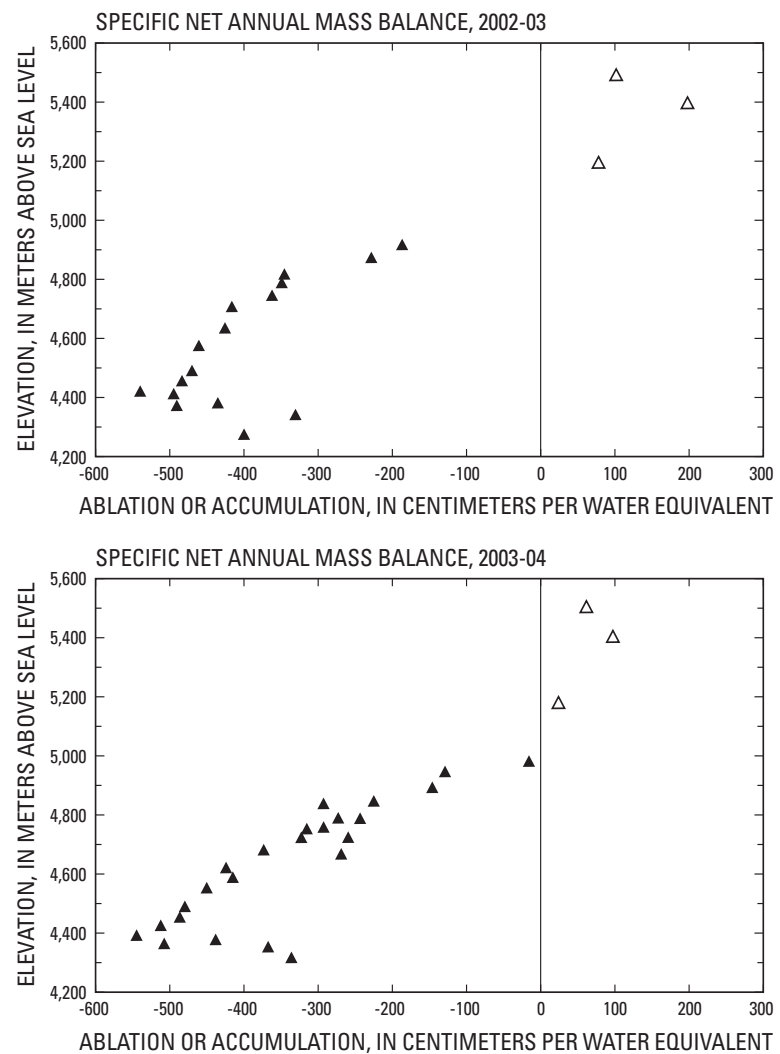 SPECIFIC NET ANNUAL MASS BALANCE, 2002-03
ELEVATION, IN METERS ABOVE SEA LEVEL
5,600
5,400
5,200
5,000
4,800
4,600
4,400
4,200
-600 -500 -400 -300 -200 -100 0 100 200 300
ABLATION OR ACCUMULATION, IN CENTIMETERS PER WATER EQUIVALENT
SPECIFIC NET ANNUAL MASS BALANCE, 2003-04
ELEVATION, IN METERS ABOVE SEA LEVEL
5,600
5,400
5,200
5,000
4,800
4,600
4,400
4,200
-600 -500 -400 -300 -200 -100 0 100 200 300
ABLATION OR ACCUMULATION, IN CENTIMETERS PER WATER EQUIVALENT